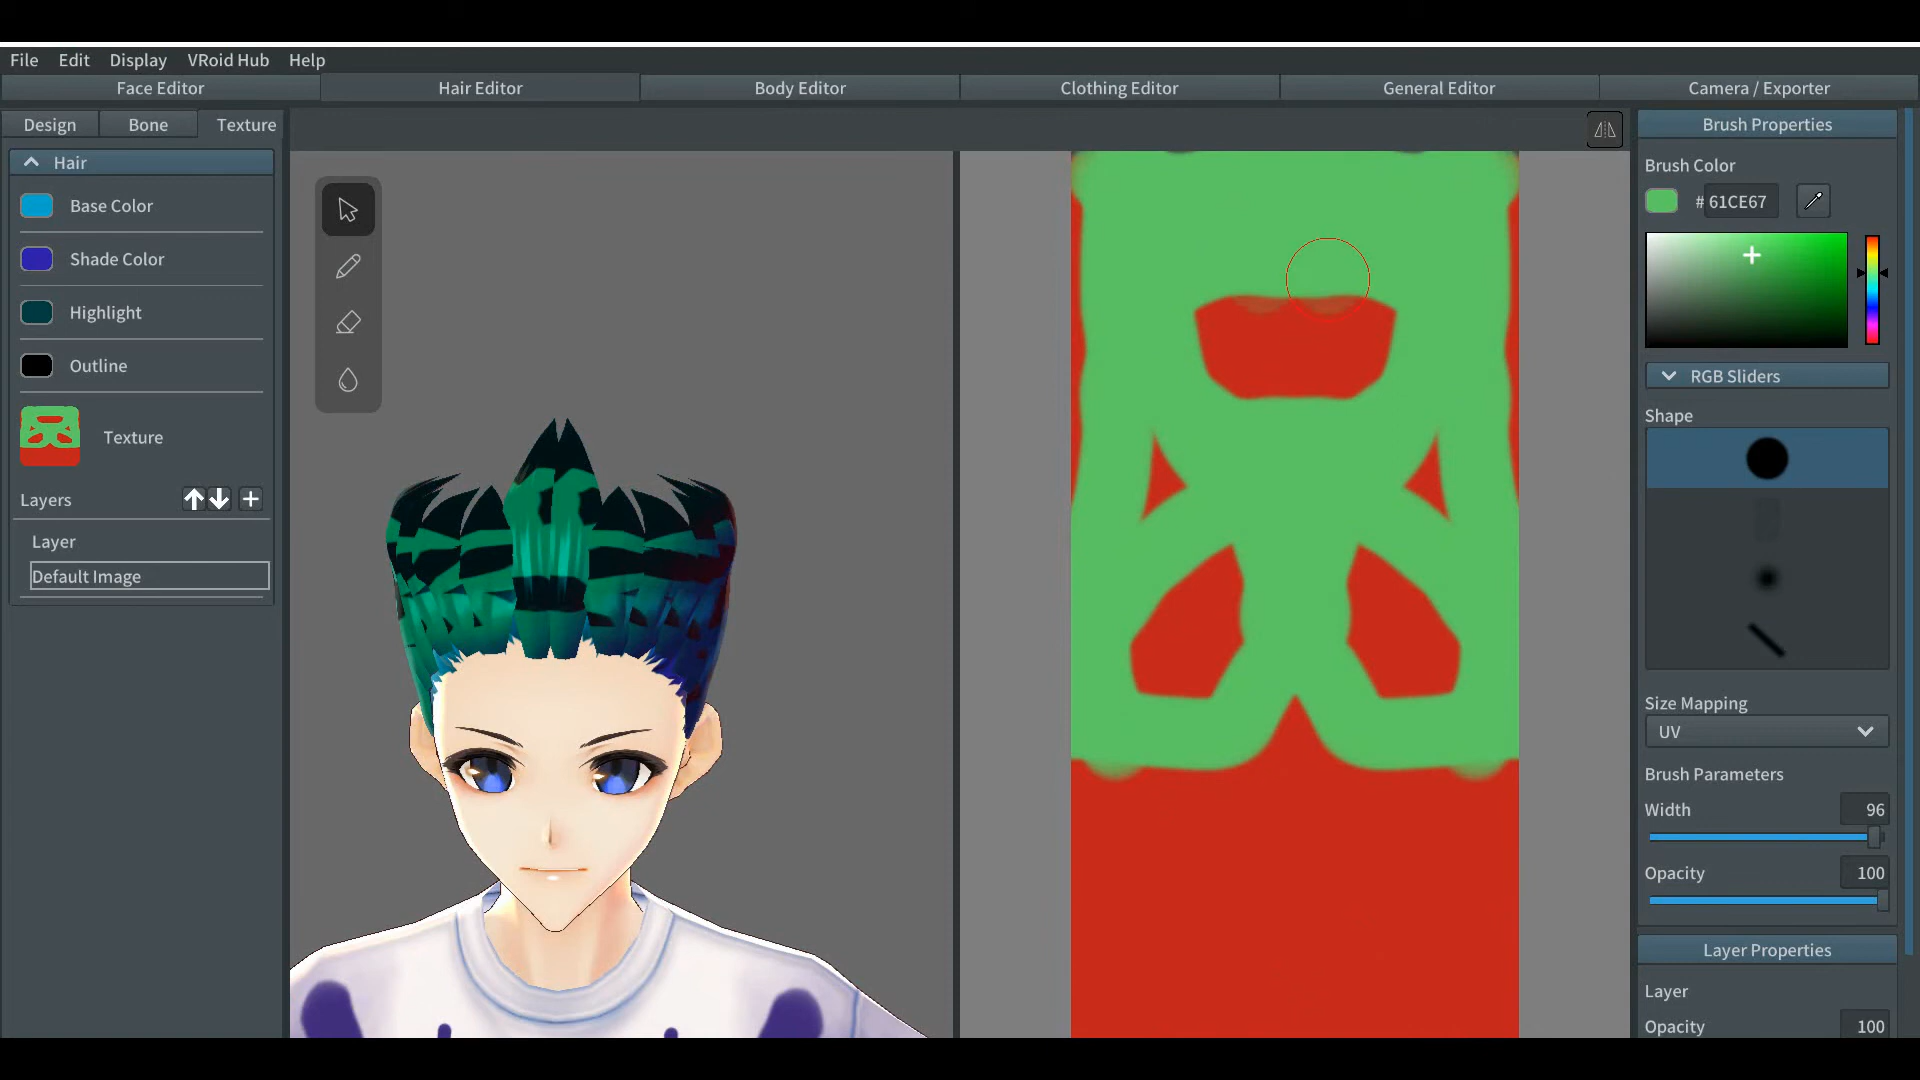 File Edit Display VRoid Hub Help
Face Editor Hair Editor Body Editor Clothing Editor General Editor Camera / Exporter
Design Bone Texture
Hair
Base Color
Shade Color
Highlight
Outline
Texture
Layers
Layer
Default Image
Brush Properties
Brush Color
# 61CE67
RGB Sliders
Shape
Size Mapping
UV
Brush Parameters
Width 96
Opacity 100
Layer Properties
Layer
Opacity 100